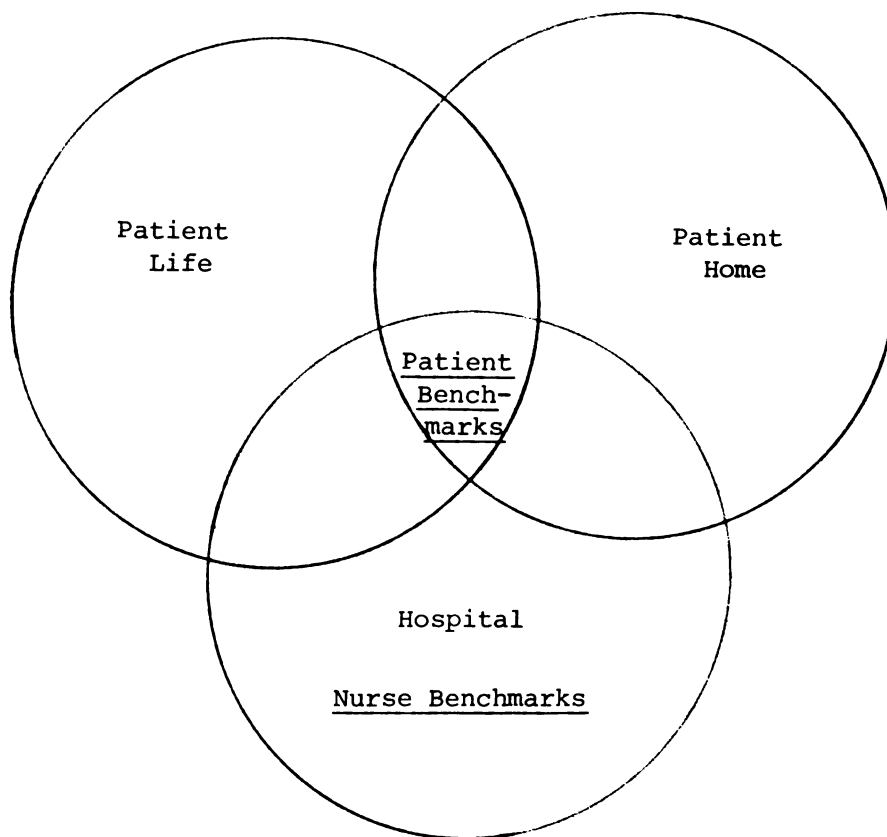 Patient
Life
Patient
Home
Patient
Bench-
marks
Hospital
Nurse Benchmarks